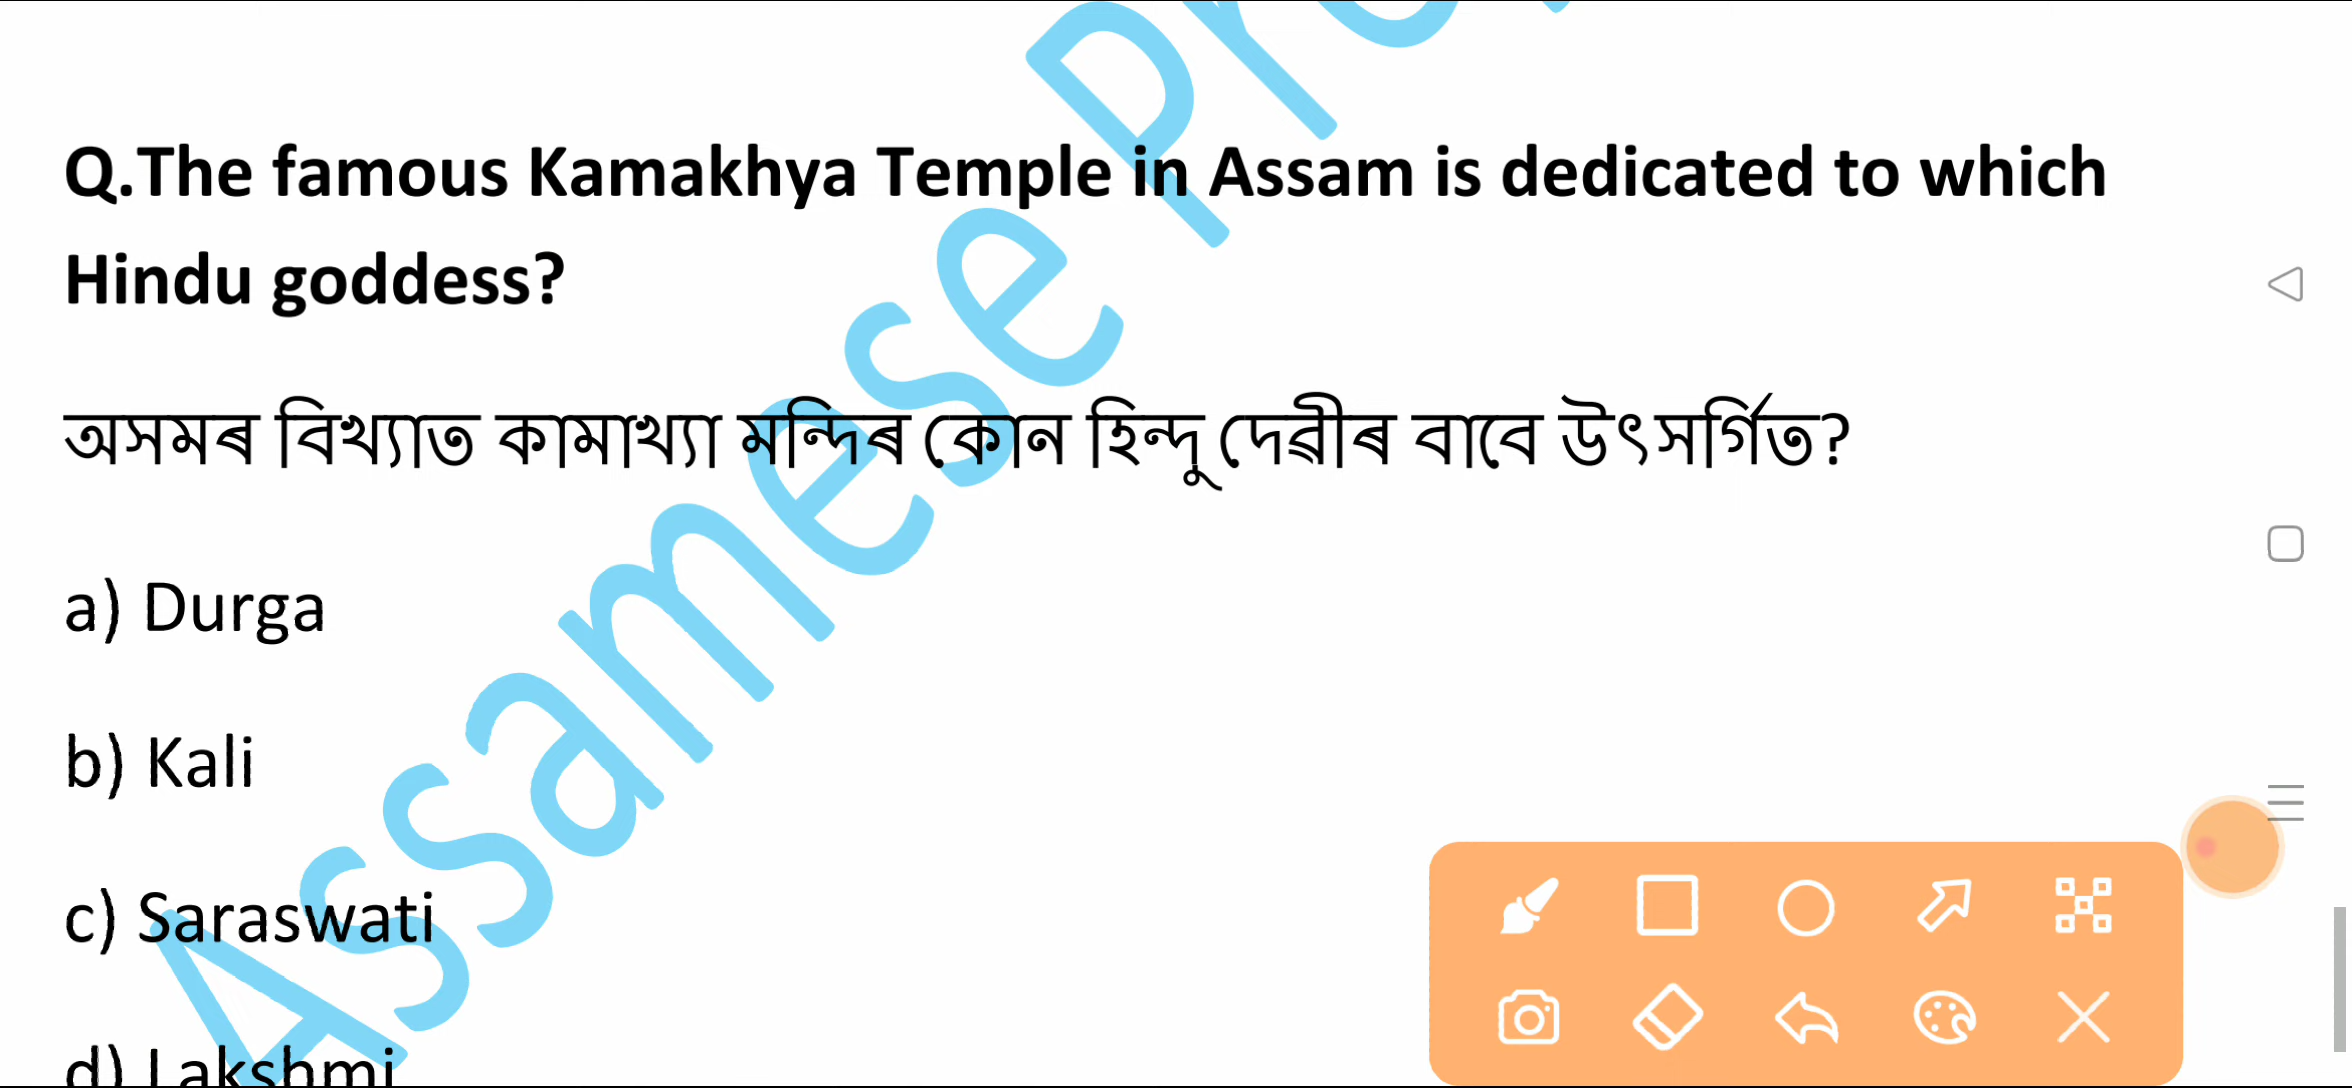 Q.The famous Kamakhya Temple in Assam is dedicated to which
Hindu goddess?
অসমৰ বিখ্যাত কামাখ্যা মন্দিৰ কোন হিন্দু দেৱীৰ বাবে উৎসৰ্গিত?
a) Durga
b) Kali
c) Saraswati
d) Lakshmi
Assamese